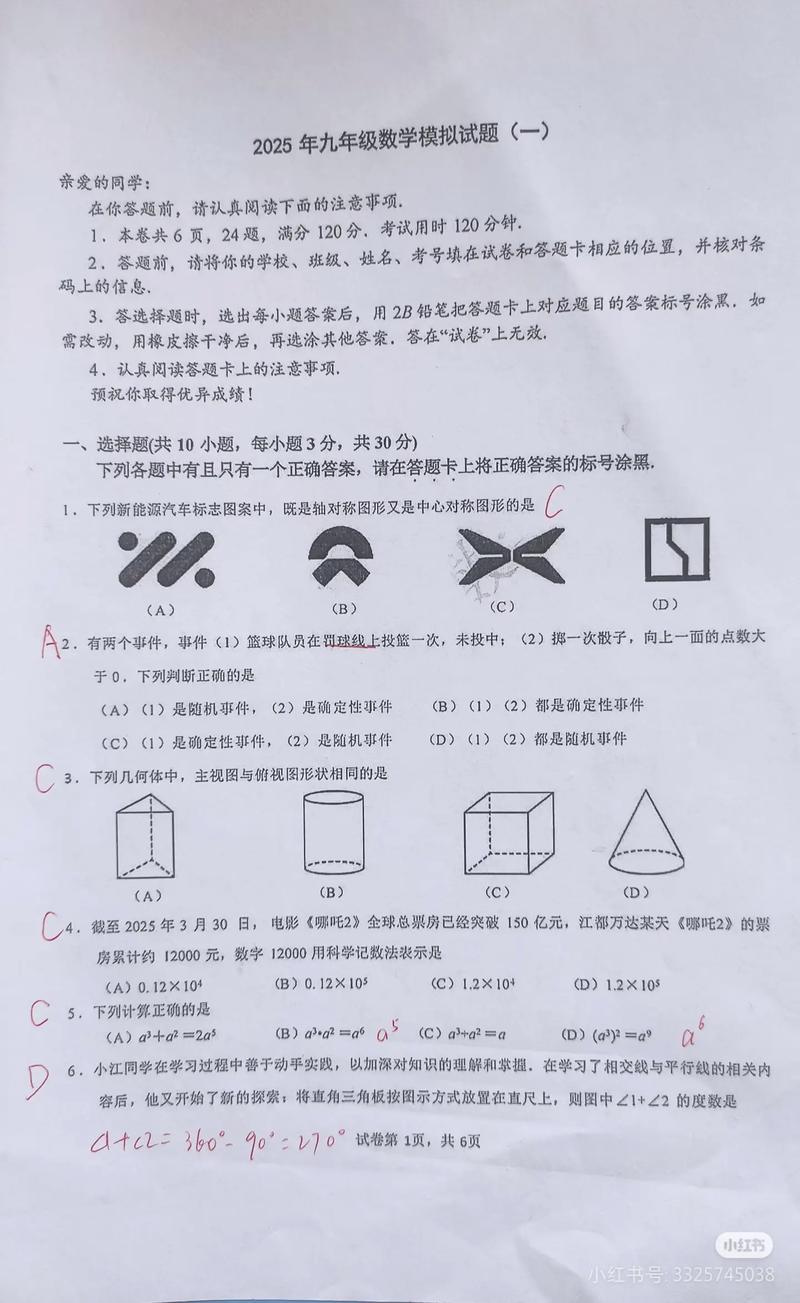 2025 年九年级数学模拟试题（一）
亲爱的同学：
在你答题前，请认真阅读下面的注意事项.
1．本卷共 6 页，24 题，满分 120 分．考试用时 120 分钟.
2．答题前，请将你的学校、班级、姓名、考号填在试卷和答题卡相应的位置，并核对条
码上的信息.
3．答选择题时，选出每小题答案后，用 2B 铅笔把答题卡上对应题目的答案标号涂黑．如
需改动，用橡皮擦干净后，再选涂其他答案．答在“试卷”上无效.
4．认真阅读答题卡上的注意事项.
预祝你取得优异成绩！
一、选择题(共 10 小题，每小题 3 分，共 30 分)
下列各题中有且只有一个正确答案，请在答题卡上将正确答案的标号涂黑.
1．下列新能源汽车标志图案中，既是轴对称图形又是中心对称图形的是 C
（A） （B） （C） （D）
A 2．有两个事件，事件（1）篮球队员在罚球线上投篮一次，未投中；（2）掷一次骰子，向上一面的点数大
于 0．下列判断正确的是
（A）（1）是随机事件，（2）是确定性事件 （B）（1）（2）都是确定性事件
（C）（1）是确定性事件，（2）是随机事件 （D）（1）（2）都是随机事件
C 3．下列几何体中，主视图与俯视图形状相同的是
（A） （B） （C） （D）
C 4．截至 2025 年 3 月 30 日，电影《哪吒2》全球总票房已经突破 150 亿元，江都万达某天《哪吒2》的票
房累计约 12000 元，数字 12000 用科学记数法表示是
（A）0.12×10⁴ （B）0.12×10⁵ （C）1.2×10⁴ （D）1.2×10⁵
C 5．下列计算正确的是
（A）a³+a²=2a⁵ （B）a³•a²=a⁶ a⁵ （C）a³÷a²=a （D）(a³)²=a⁹ a⁶
D 6．小江同学在学习过程中善于动手实践，以加深对知识的理解和掌握．在学习了相交线与平行线的相关内
容后，他又开始了新的探索：将直角三角板按图示方式放置在直尺上，则图中∠1+∠2 的度数是
∠1+∠2=360°-90°=270° 试卷第 1页，共 6页
小红书
小红书号: 3325745038